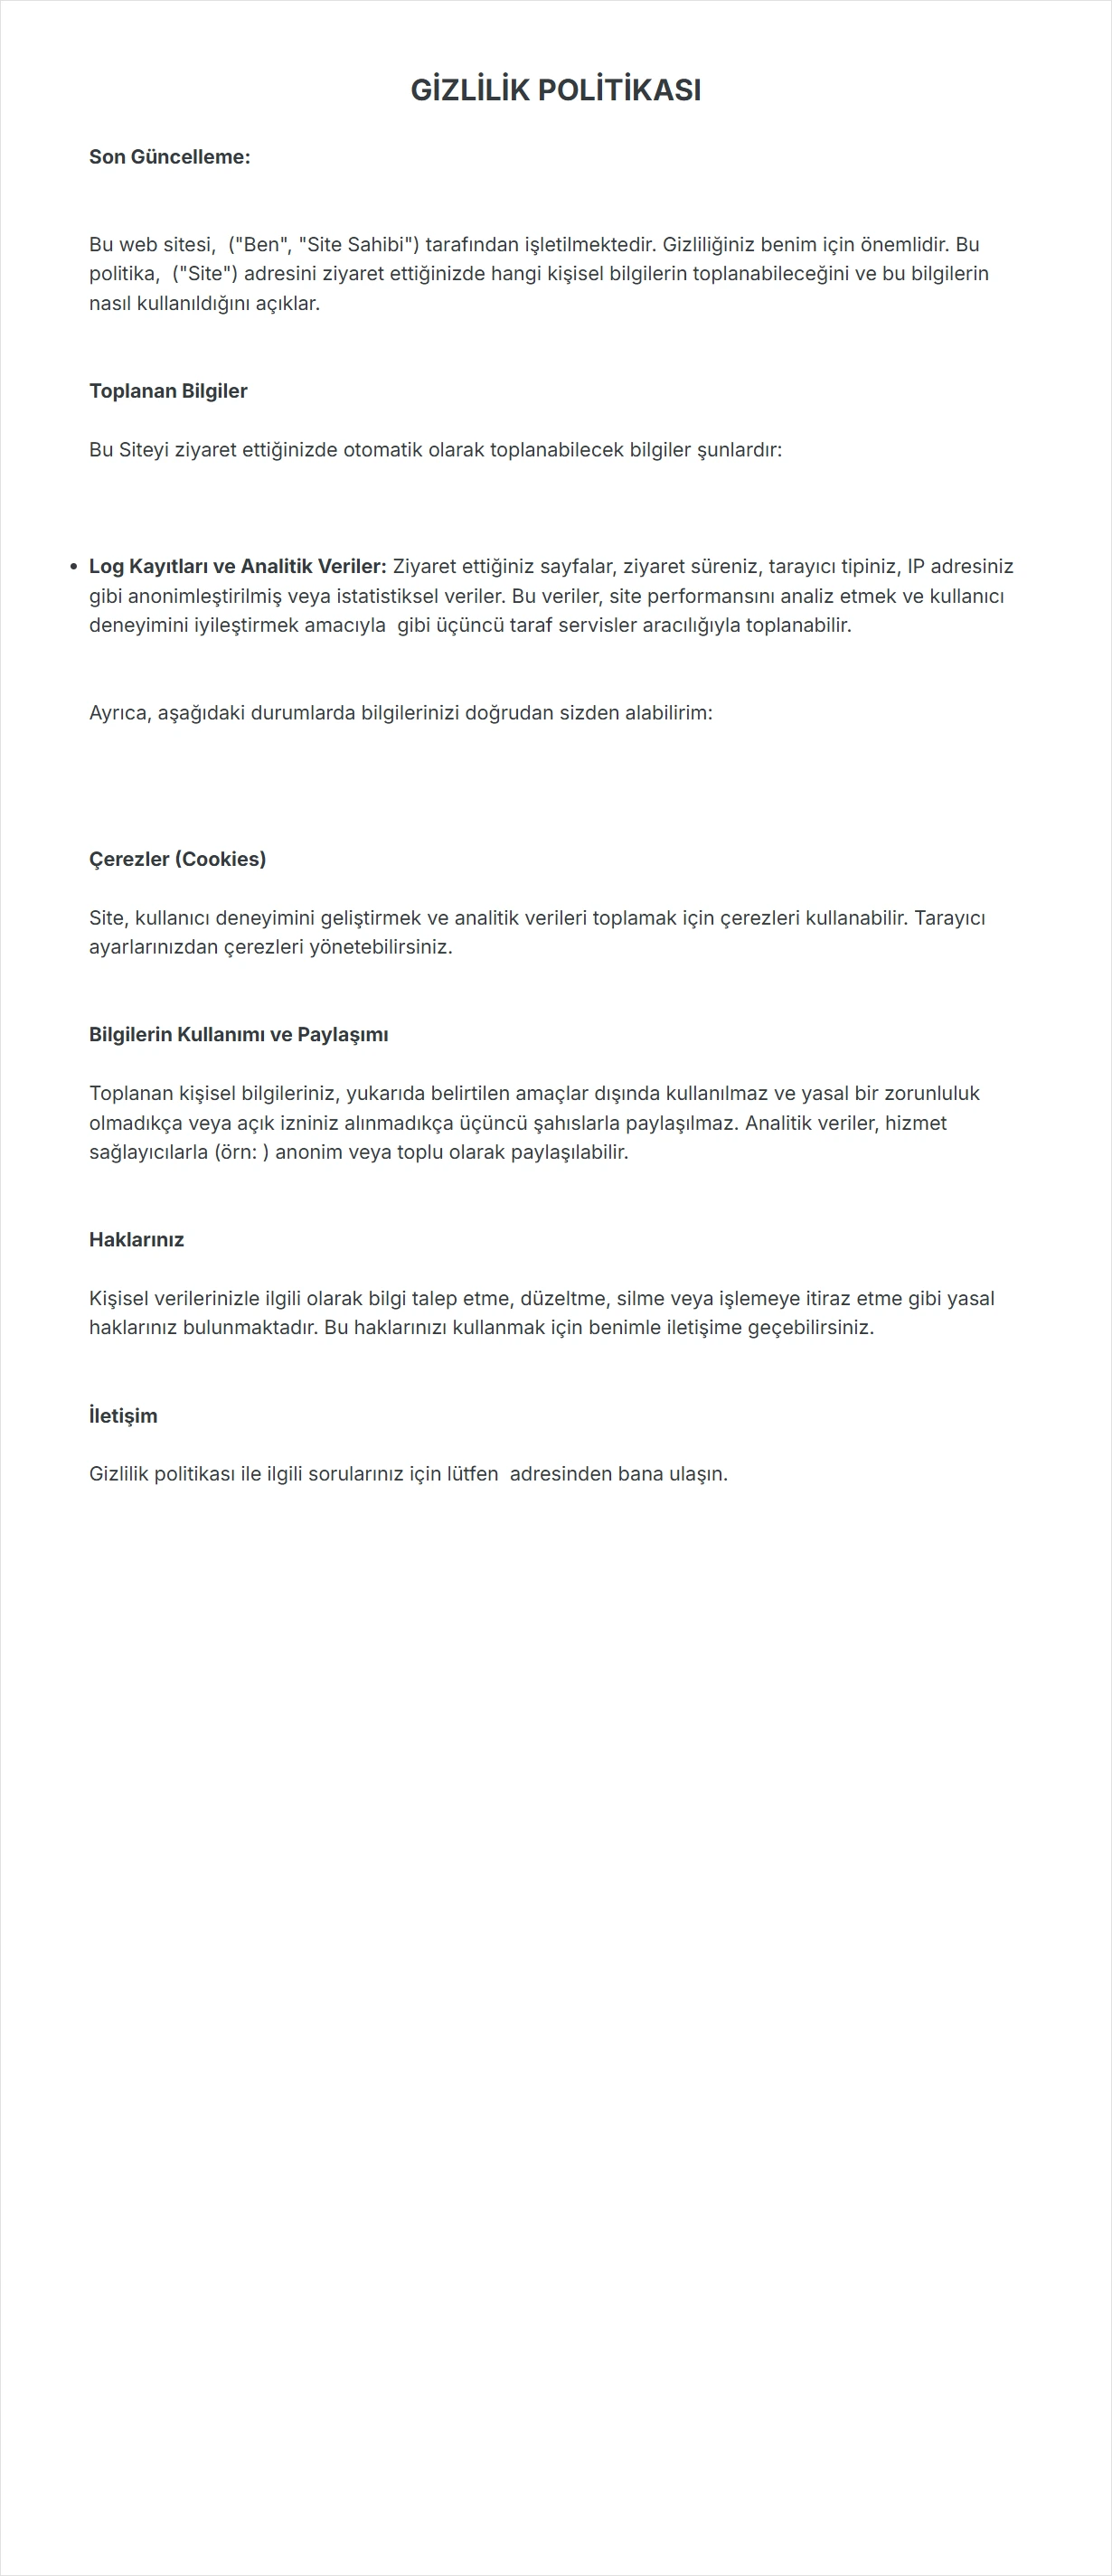 GİZLİLİK POLİTİKASI
Son Güncelleme:
Bu web sitesi,  ("Ben", "Site Sahibi") tarafından işletilmektedir. Gizliliğiniz benim için önemlidir. Bu
politika,  ("Site") adresini ziyaret ettiğinizde hangi kişisel bilgilerin toplanabileceğini ve bu bilgilerin
nasıl kullanıldığını açıklar.
Toplanan Bilgiler
Bu Siteyi ziyaret ettiğinizde otomatik olarak toplanabilecek bilgiler şunlardır:
• Log Kayıtları ve Analitik Veriler: Ziyaret ettiğiniz sayfalar, ziyaret süreniz, tarayıcı tipiniz, IP adresiniz
gibi anonimleştirilmiş veya istatistiksel veriler. Bu veriler, site performansını analiz etmek ve kullanıcı
deneyimini iyileştirmek amacıyla  gibi üçüncü taraf servisler aracılığıyla toplanabilir.
Ayrıca, aşağıdaki durumlarda bilgilerinizi doğrudan sizden alabilirim:
Çerezler (Cookies)
Site, kullanıcı deneyimini geliştirmek ve analitik verileri toplamak için çerezleri kullanabilir. Tarayıcı
ayarlarınızdan çerezleri yönetebilirsiniz.
Bilgilerin Kullanımı ve Paylaşımı
Toplanan kişisel bilgileriniz, yukarıda belirtilen amaçlar dışında kullanılmaz ve yasal bir zorunluluk
olmadıkça veya açık izniniz alınmadıkça üçüncü şahıslarla paylaşılmaz. Analitik veriler, hizmet
sağlayıcılarla (örn: ) anonim veya toplu olarak paylaşılabilir.
Haklarınız
Kişisel verilerinizle ilgili olarak bilgi talep etme, düzeltme, silme veya işlemeye itiraz etme gibi yasal
haklarınız bulunmaktadır. Bu haklarınızı kullanmak için benimle iletişime geçebilirsiniz.
İletişim
Gizlilik politikası ile ilgili sorularınız için lütfen  adresinden bana ulaşın.